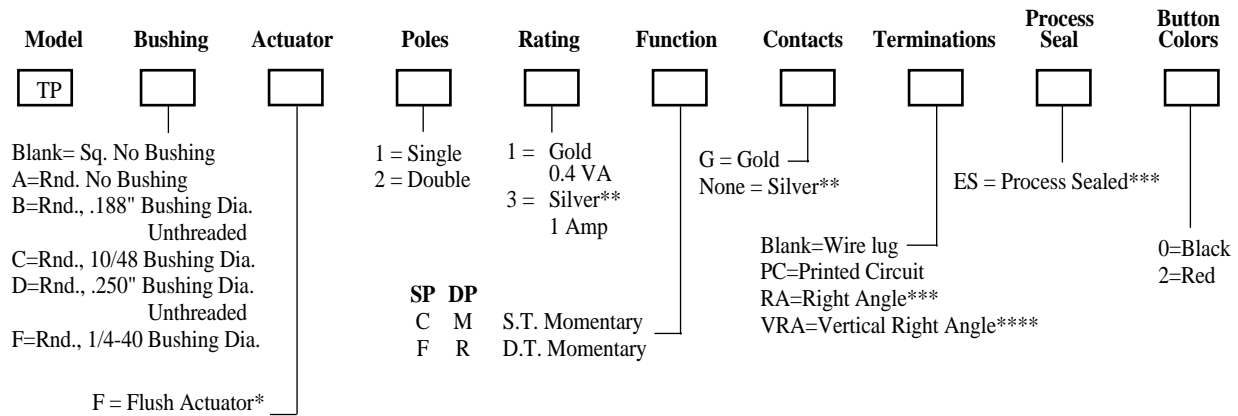 Model Bushing Actuator Poles Rating Function Contacts Terminations Process Seal Button Colors
TP
Blank= Sq. No Bushing
A=Rnd. No Bushing
B=Rnd., .188" Bushing Dia.
Unthreaded
C=Rnd., 10/48 Bushing Dia.
D=Rnd., .250" Bushing Dia.
Unthreaded
F=Rnd., 1/4-40 Bushing Dia.
F = Flush Actuator*
1 = Single
2 = Double
1 = Gold
0.4 VA
3 = Silver**
1 Amp
SP DP
C M S.T. Momentary
F R D.T. Momentary
G = Gold
None = Silver**
Blank=Wire lug
PC=Printed Circuit
RA=Right Angle***
VRA=Vertical Right Angle****
ES = Process Sealed***
0=Black
2=Red